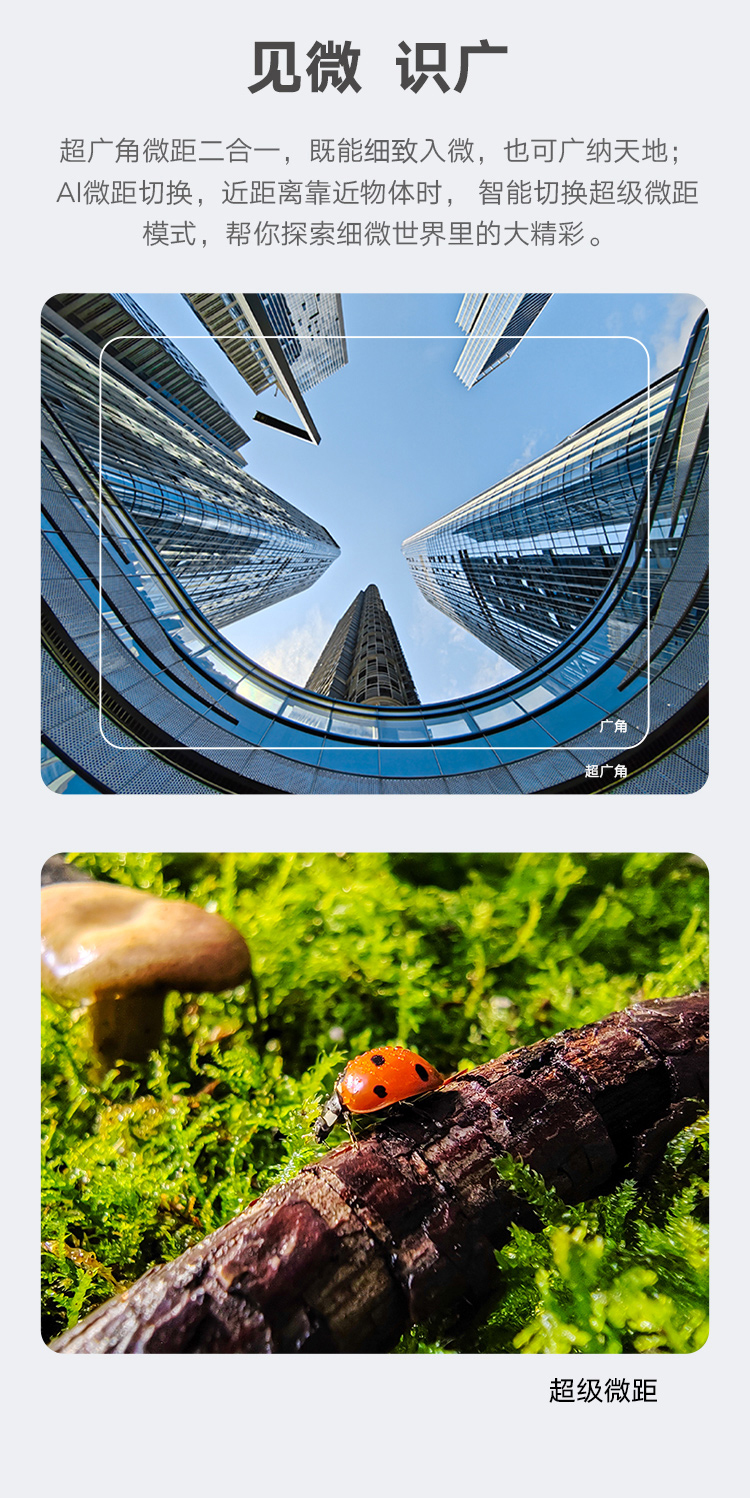 见微 识广
超广角微距二合一，既能细致入微，也可广纳天地；
AI微距切换，近距离靠近物体时， 智能切换超级微距
模式，帮你探索细微世界里的大精彩。
广角
超广角
超级微距